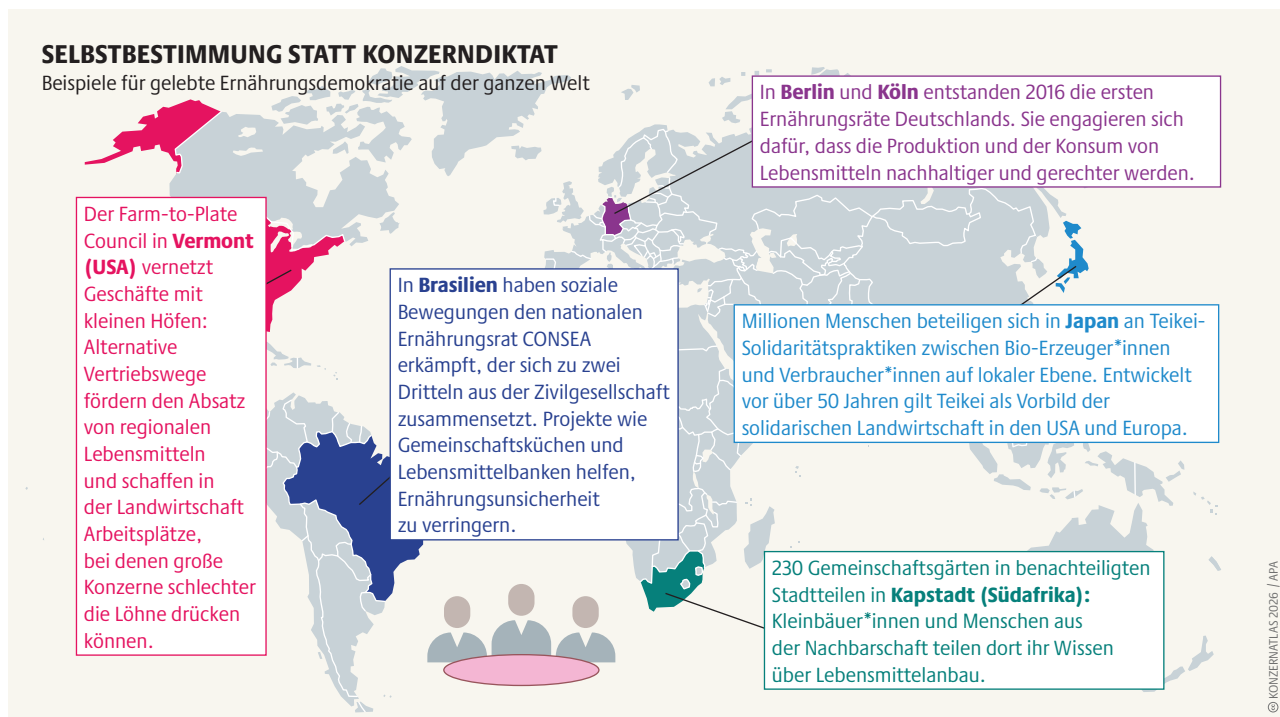 SELBSTBESTIMMUNG STATT KONZERNDIKTAT
Beispiele für gelebte Ernährungsdemokratie auf der ganzen Welt
In Berlin und Köln entstanden 2016 die ersten
Ernährungsräte Deutschlands. Sie engagieren sich
dafür, dass die Produktion und der Konsum von
Lebensmitteln nachhaltiger und gerechter werden.
Der Farm-to-Plate
Council in Vermont
(USA) vernetzt
Geschäfte mit
kleinen Höfen:
Alternative
Vertriebswege
fördern den Absatz
von regionalen
Lebensmitteln
und schaffen in
der Landwirtschaft
Arbeitsplätze,
bei denen große
Konzerne schlechter
die Löhne drücken
können.
In Brasilien haben soziale
Bewegungen den nationalen
Ernährungsrat CONSEA
erkämpft, der sich zu zwei
Dritteln aus der Zivilgesellschaft
zusammensetzt. Projekte wie
Gemeinschaftsküchen und
Lebensmittelbanken helfen,
Ernährungsunsicherheit
zu verringern.
Millionen Menschen beteiligen sich in Japan an Teikei-
Solidaritätspraktiken zwischen Bio-Erzeuger*innen
und Verbraucher*innen auf lokaler Ebene. Entwickelt
vor über 50 Jahren gilt Teikei als Vorbild der
solidarischen Landwirtschaft in den USA und Europa.
230 Gemeinschaftsgärten in benachteiligten
Stadtteilen in Kapstadt (Südafrika):
Kleinbäuer*innen und Menschen aus
der Nachbarschaft teilen dort ihr Wissen
über Lebensmittelanbau.
© KONZERNATLAS 2026 / APA